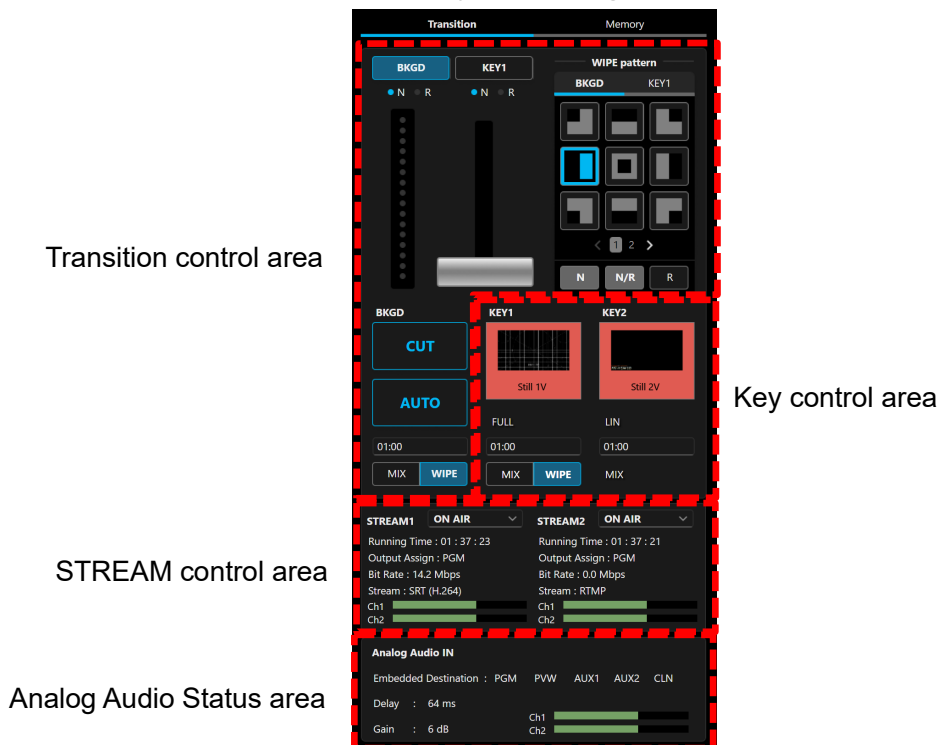 Transition Memory
BKGD KEY1 WIPE pattern
N R N R BKGD KEY1
1 2
N N/R R
Transition control area
BKGD KEY1 KEY2
CUT
Still 1V Still 2V
AUTO
Key control area
FULL LIN
01:00 01:00 01:00
MIX WIPE MIX WIPE MIX
STREAM1 ON AIR STREAM2 ON AIR
Running Time : 01 : 37 : 23 Running Time : 01 : 37 : 21
Output Assign : PGM Output Assign : PGM
STREAM control area
Bit Rate : 14.2 Mbps Bit Rate : 0.0 Mbps
Stream : SRT (H.264) Stream : RTMP
Ch1 Ch1
Ch2 Ch2
Analog Audio IN
Embedded Destination : PGM PVW AUX1 AUX2 CLN
Analog Audio Status area
Delay : 64 ms
Ch1
Gain : 6 dB Ch2